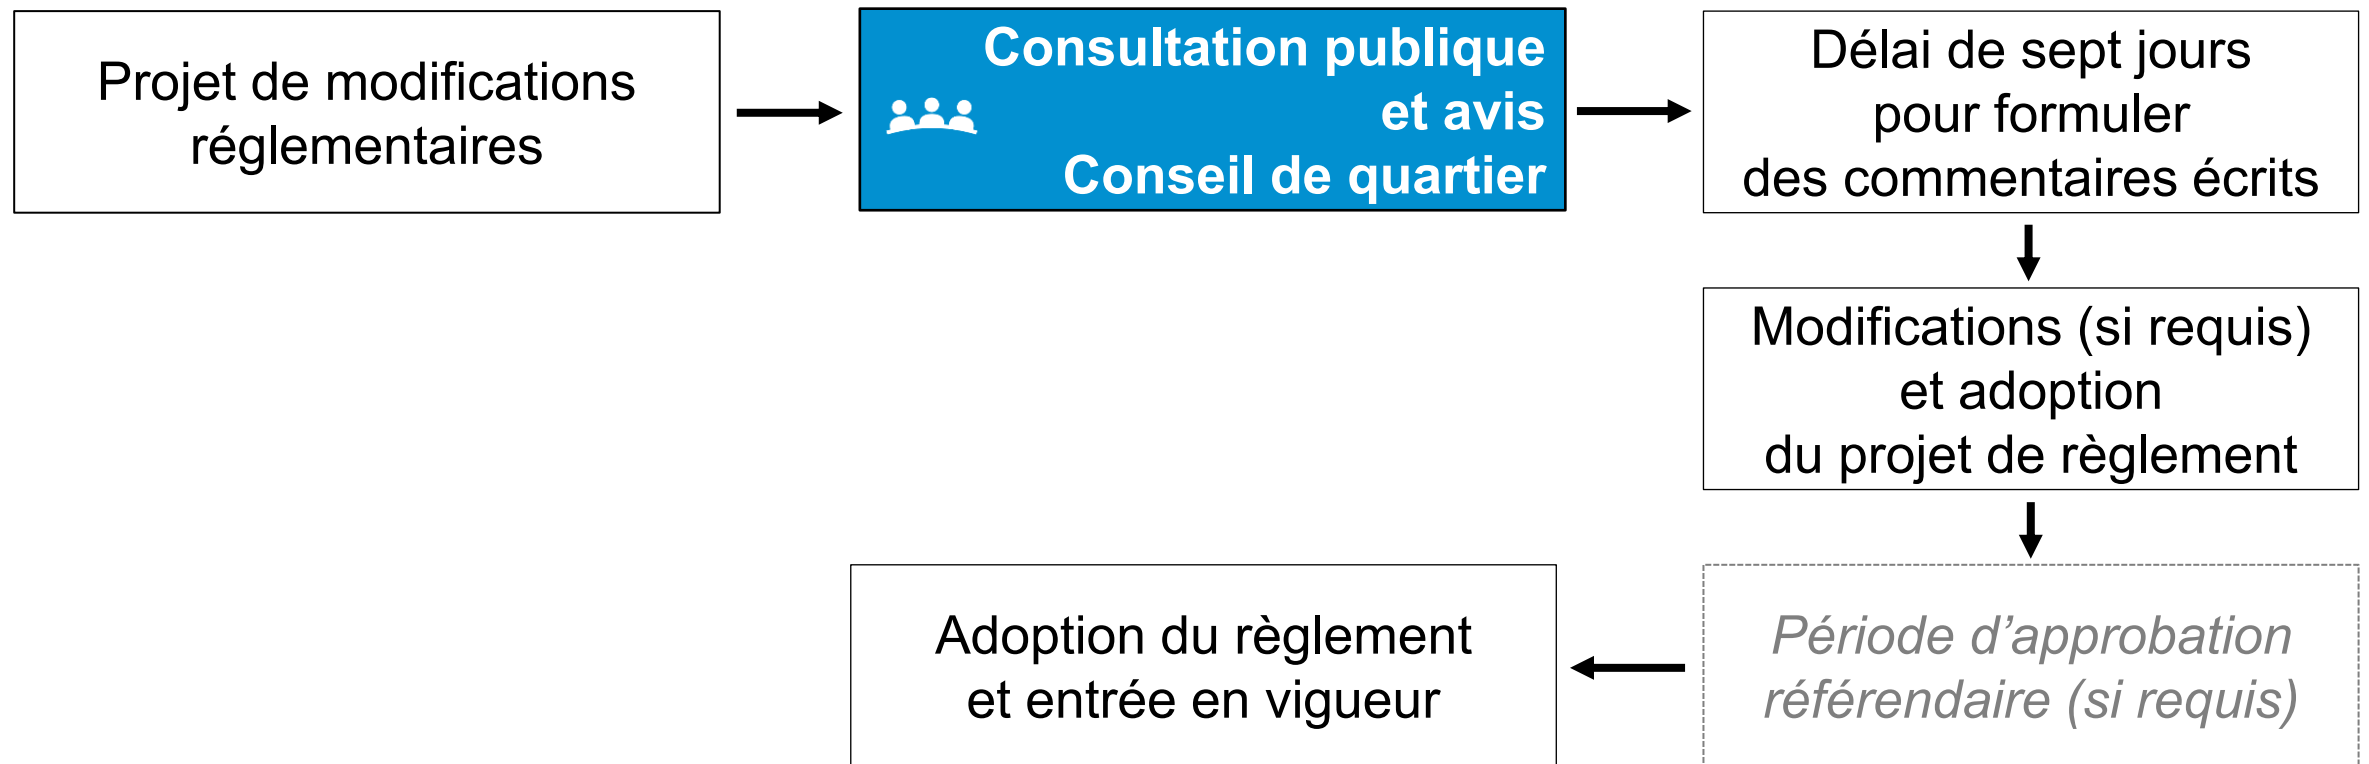 Projet de modifications
réglementaires
Consultation publique
et avis
Conseil de quartier
Délai de sept jours
pour formuler
des commentaires écrits
Modifications (si requis)
et adoption
du projet de règlement
Période d’approbation
référendaire (si requis)
Adoption du règlement
et entrée en vigueur